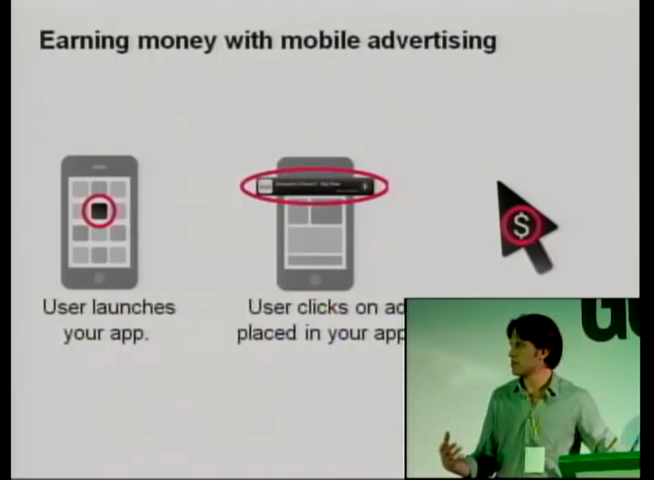 Earning money with mobile advertising
$
User launches
your app.
User clicks on ad
placed in your app